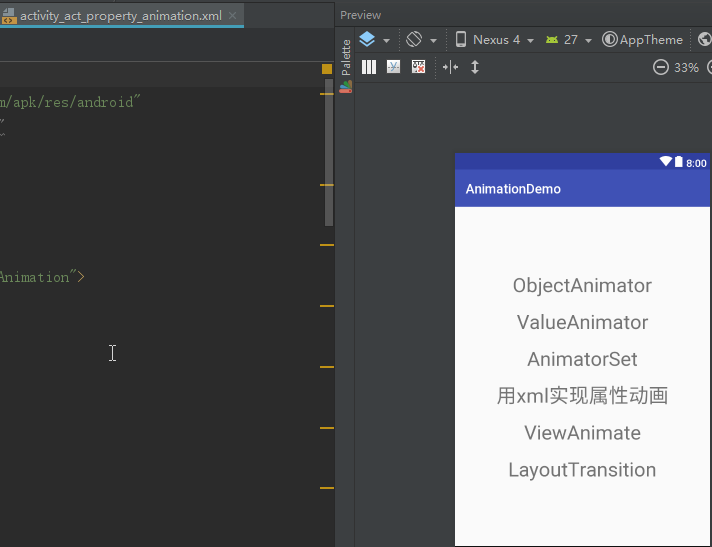 activity_act_property_animation.xml
m/apk/res/android"
"
Animation">
Preview
Palette
Nexus 4
27
AppTheme
33%
8:00
AnimationDemo
ObjectAnimator
ValueAnimator
AnimatorSet
用xml实现属性动画
ViewAnimate
LayoutTransition